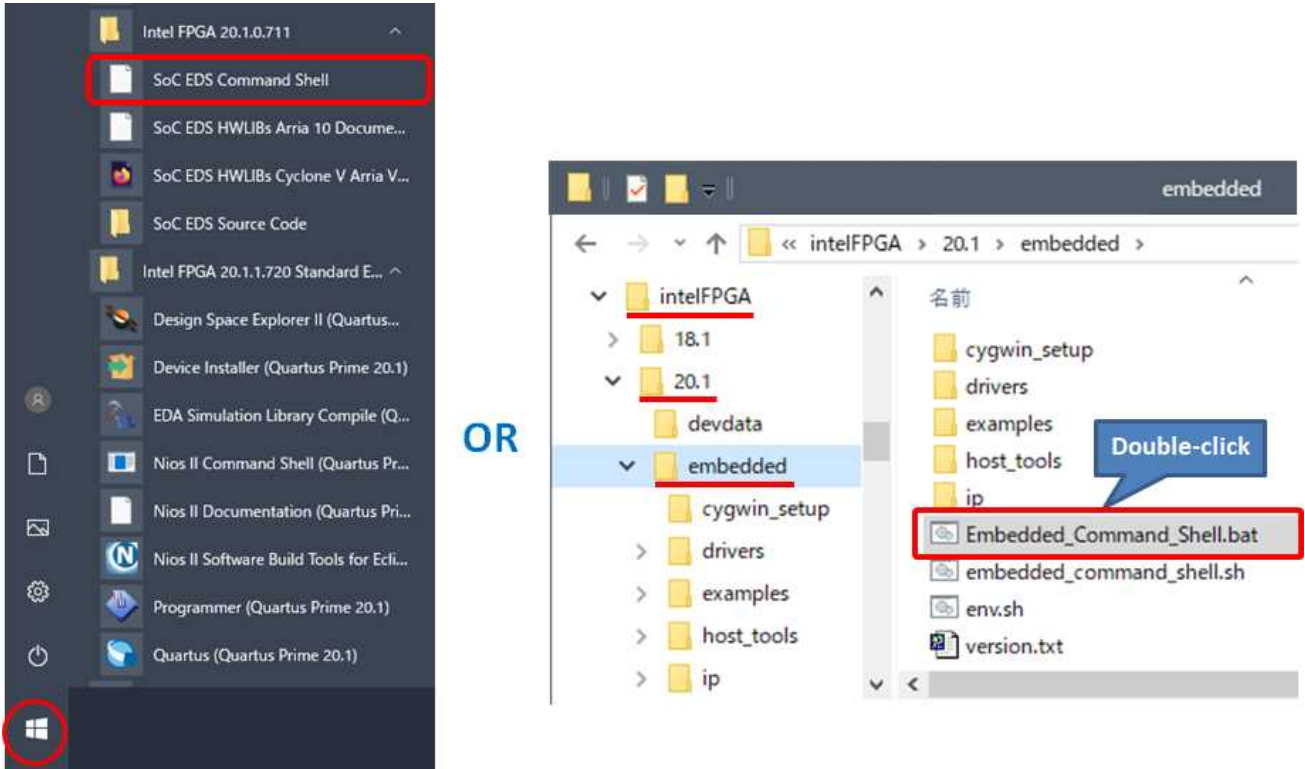 Intel FPGA 20.1.0.711
SoC EDS Command Shell
SoC EDS HWLIBs Arria 10 Docume...
SoC EDS HWLIBs Cyclone V Arria V...
SoC EDS Source Code
Intel FPGA 20.1.1.720 Standard E...
Design Space Explorer II (Quartus...
Device Installer (Quartus Prime 20.1)
EDA Simulation Library Compile (Q...
Nios II Command Shell (Quartus Pr...
Nios II Documentation (Quartus Pri...
Nios II Software Build Tools for Ecli...
Programmer (Quartus Prime 20.1)
Quartus (Quartus Prime 20.1)
OR
embedded
« intelFPGA › 20.1 › embedded ›
intelFPGA
18.1
20.1
devdata
embedded
cygwin_setup
drivers
examples
host_tools
ip
名前
cygwin_setup
drivers
examples
host_tools
ip
Double-click
Embedded_Command_Shell.bat
embedded_command_shell.sh
env.sh
version.txt